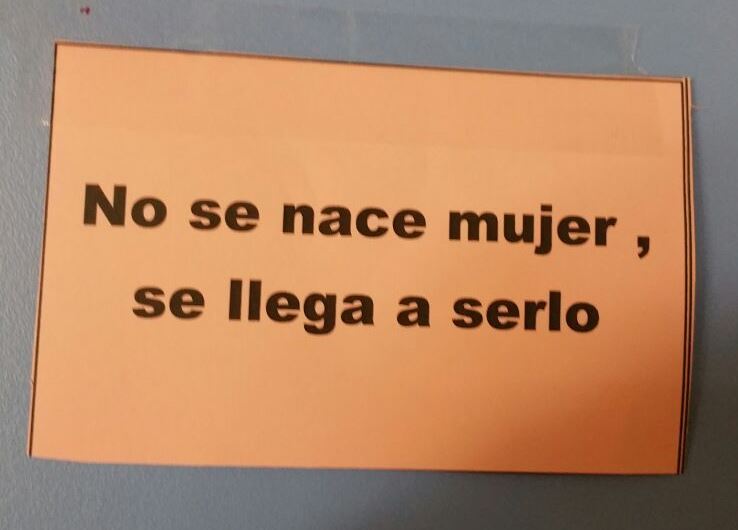 No se nace mujer ,
se llega a serlo